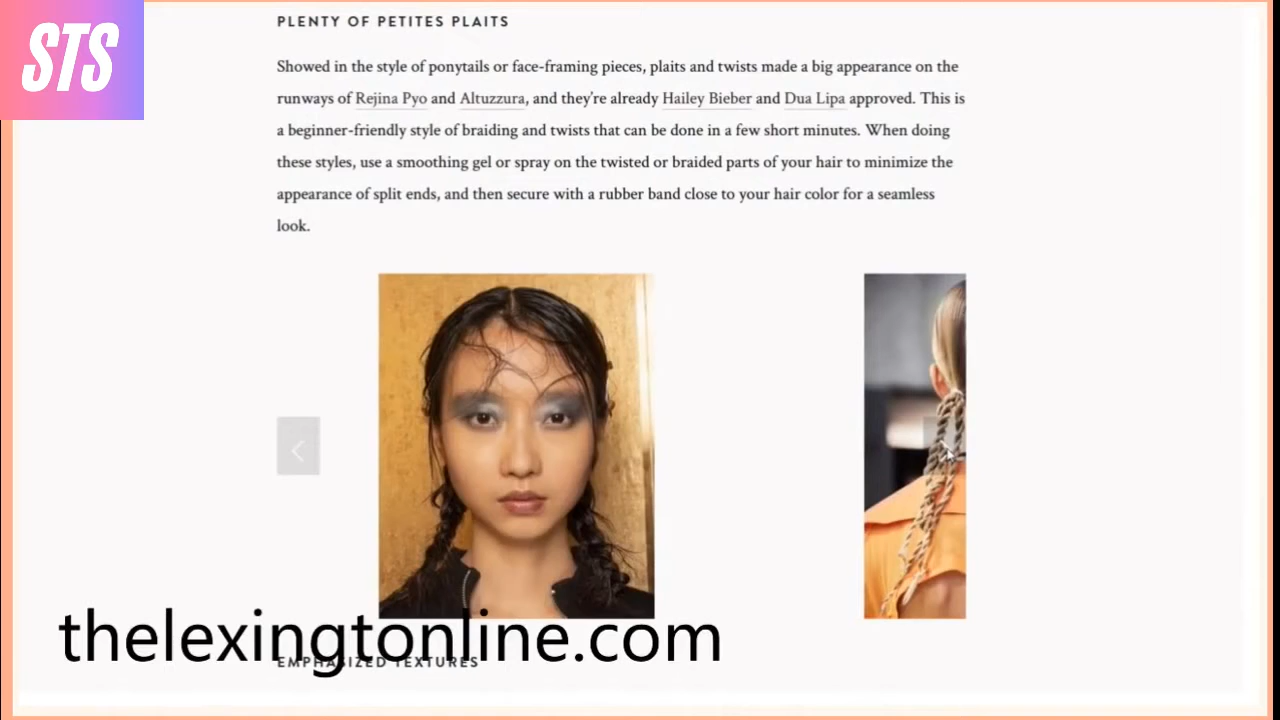 STS
PLENTY OF PETITES PLAITS
Showed in the style of ponytails or face-framing pieces, plaits and twists made a big appearance on the
runways of Rejina Pyo and Altuzzura, and they're already Hailey Bieber and Dua Lipa approved. This is
a beginner-friendly style of braiding and twists that can be done in a few short minutes. When doing
these styles, use a smoothing gel or spray on the twisted or braided parts of your hair to minimize the
appearance of split ends, and then secure with a rubber band close to your hair color for a seamless
look.
thelexingtonline.com
EMPHASIZED TEXTURES